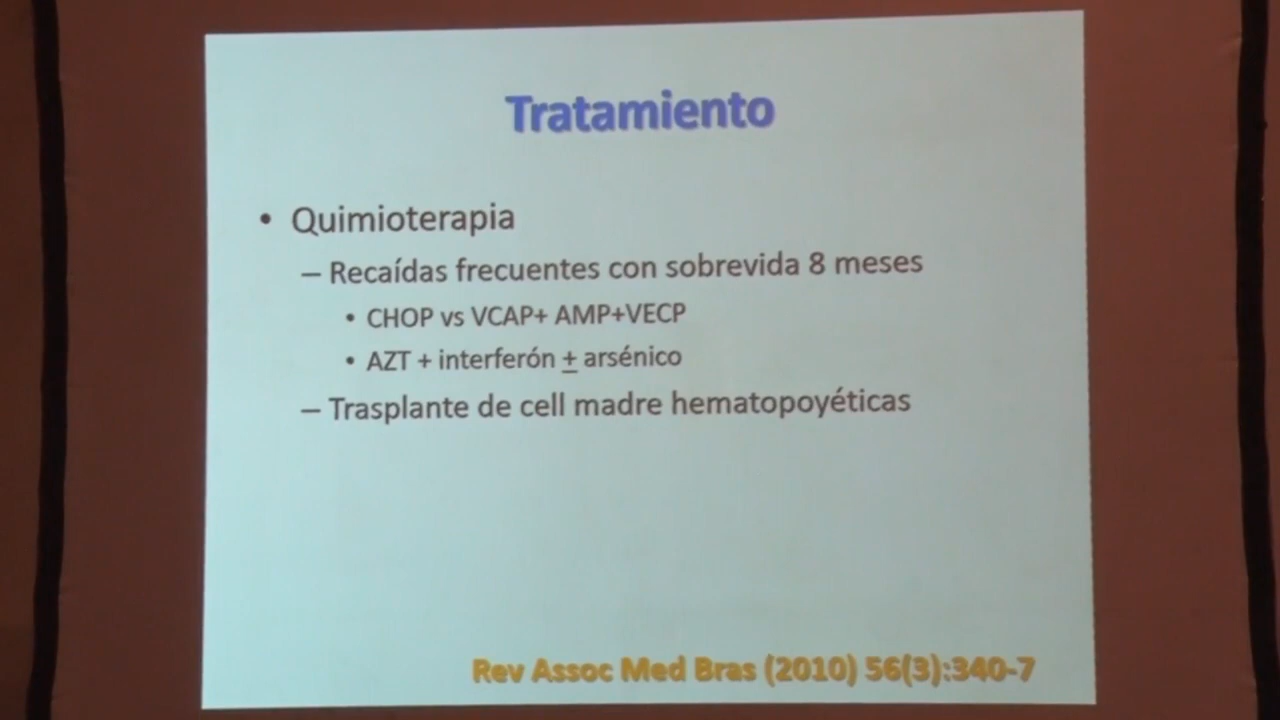 Tratamiento
• Quimioterapia
– Recaídas frecuentes con sobrevida 8 meses
• CHOP vs VCAP+ AMP+VECP
• AZT + interferón ± arsénico
– Trasplante de cell madre hematopoyéticas
Rev Assoc Med Bras (2010) 56(3):340-7